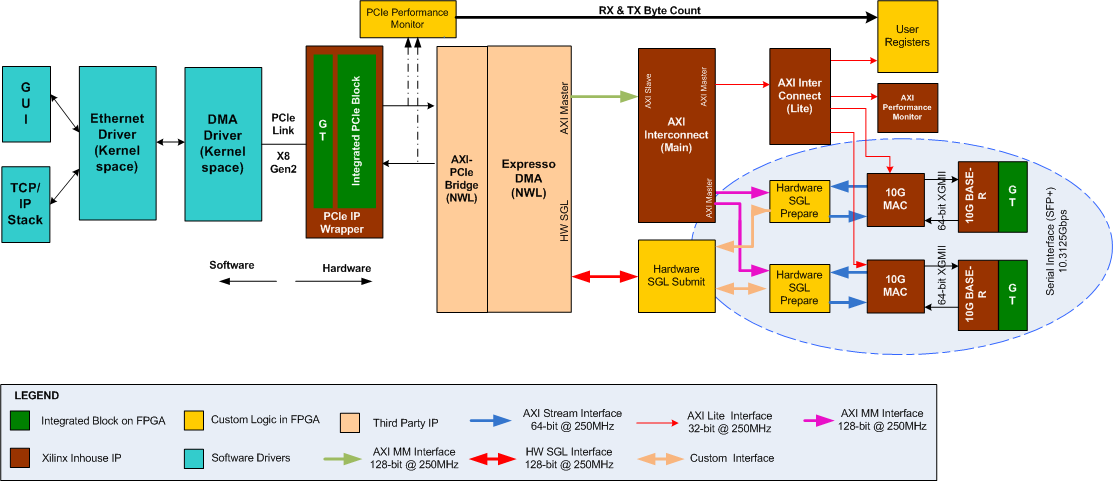 PCIe Performance
Monitor
RX & TX Byte Count
User
Registers
G
U
I
TCP/
IP
Stack
Ethernet
Driver
(Kernel
space)
DMA
Driver
(Kernel
space)
PCIe
Link
X8
Gen2
G
T
Integrated PCIe Block
PCIe IP
Wrapper
AXI-
PCIe
Bridge
(NWL)
Expresso
DMA
(NWL)
AXI Master
HW SGL
AXI Slave
AXI Master
AXI
Interconnect
(Main)
AXI Master
AXI Inter
Connect
(Lite)
AXI
Performance
Monitor
Hardware
SGL
Prepare
10G
MAC
64-bit XGMII
10G BASE-
R
G
T
Hardware
SGL Submit
Hardware
SGL
Prepare
10G
MAC
64-bit XGMII
10G BASE-
R
G
T
Serial Interface (SFP+)
10.3125Gbps
Software
Hardware
LEGEND
Integrated Block on FPGA
Custom Logic in FPGA
Third Party IP
AXI Stream Interface
64-bit @ 250MHz
AXI Lite Interface
32-bit @ 250MHz
AXI MM Interface
128-bit @ 250MHz
Xilinx Inhouse IP
Software Drivers
AXI MM Interface
128-bit @ 250MHz
HW SGL Interface
128-bit @ 250MHz
Custom Interface